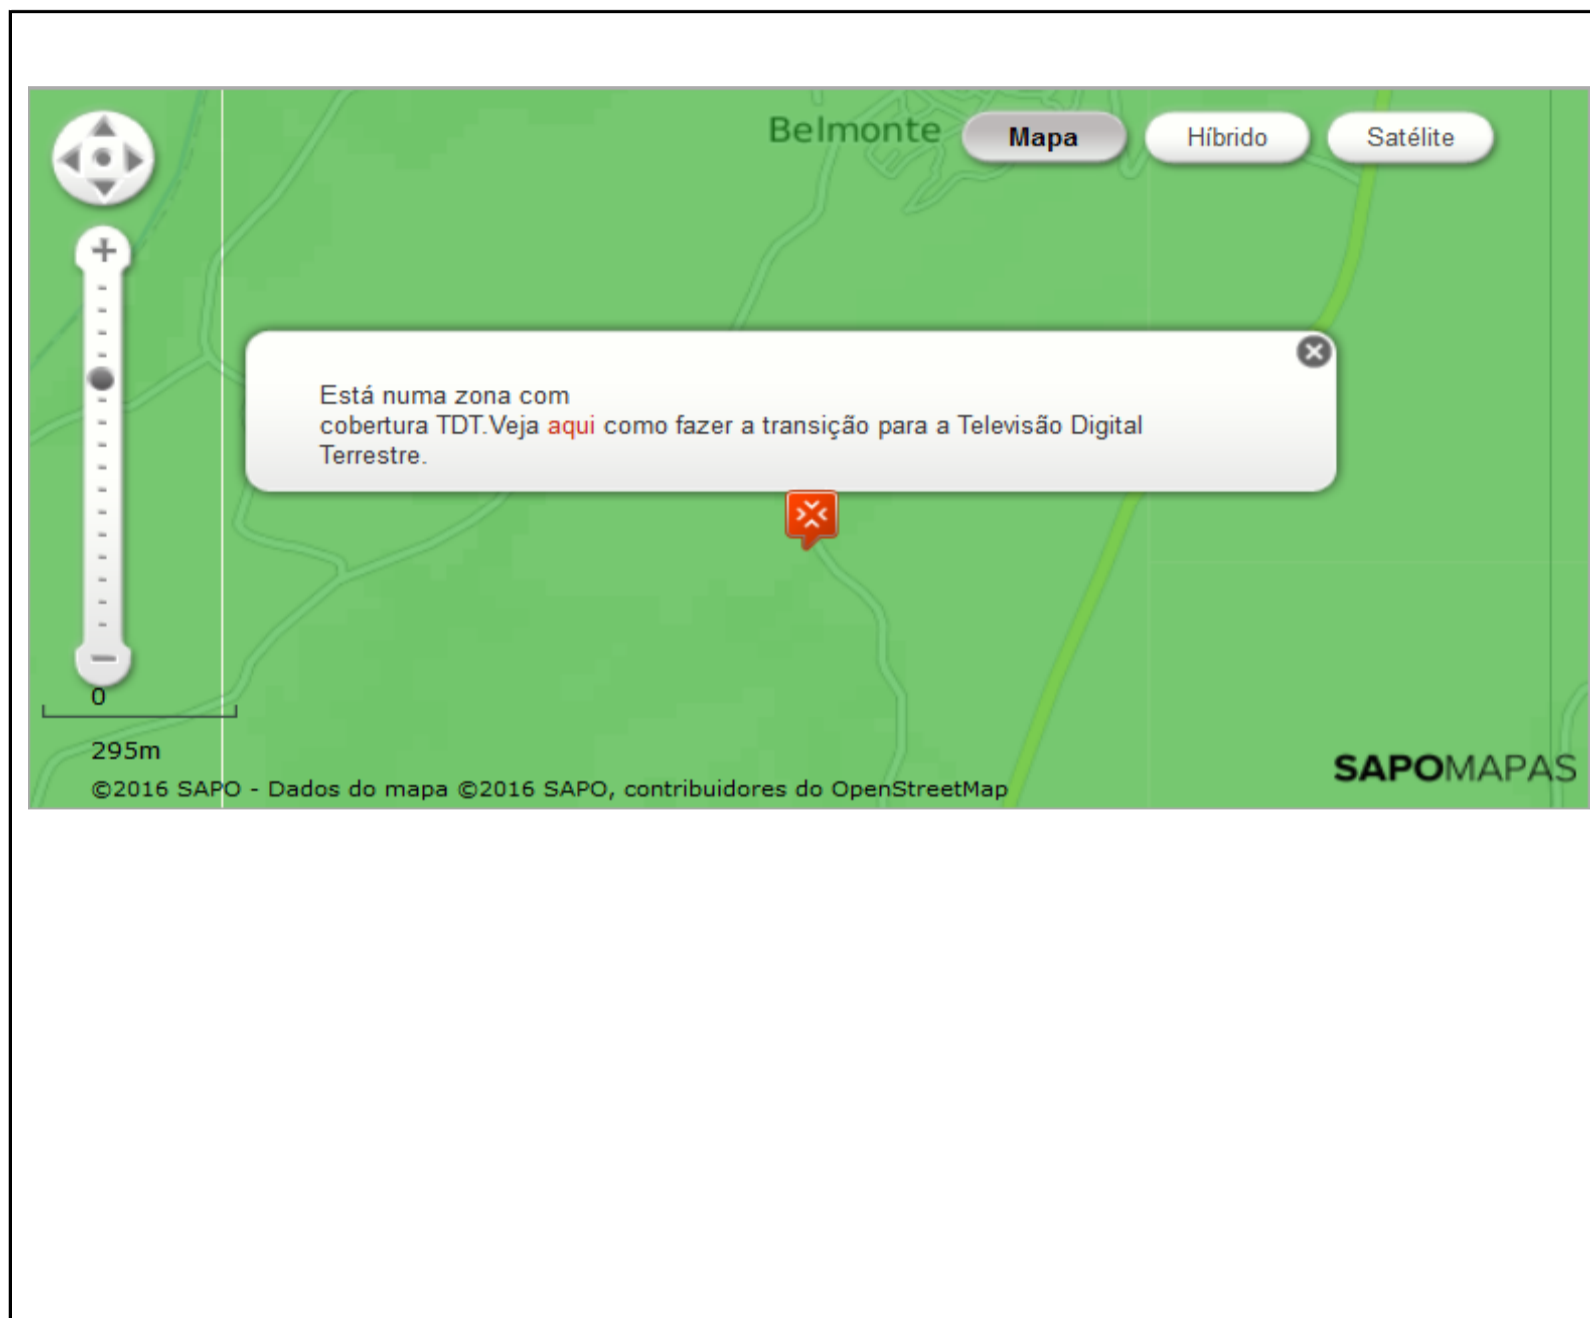 Belmonte
Mapa
Híbrido
Satélite
Está numa zona com
cobertura TDT.Veja aqui como fazer a transição para a Televisão Digital
Terrestre.
0
295m
SAPOMAPAS
©2016 SAPO - Dados do mapa ©2016 SAPO, contribuidores do OpenStreetMap